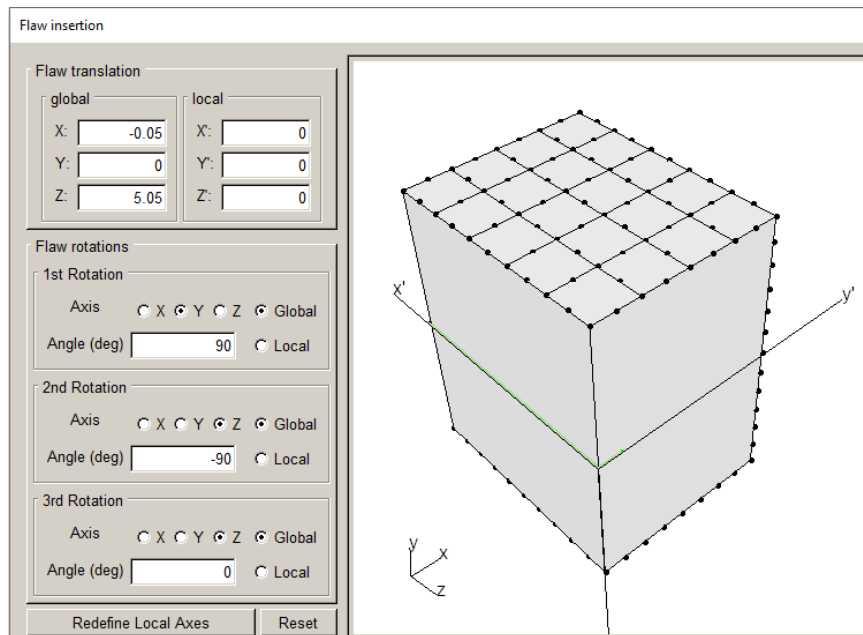 Flaw insertion
Flaw translation
global
X: -0.05
Y: 0
Z: 5.05
local
X': 0
Y': 0
Z': 0
Flaw rotations
1st Rotation
Axis X Y Z Global
Angle (deg) 90 Local
2nd Rotation
Axis X Y Z Global
Angle (deg) -90 Local
3rd Rotation
Axis X Y Z Global
Angle (deg) 0 Local
Redefine Local Axes Reset
x'
y'
y
x
z